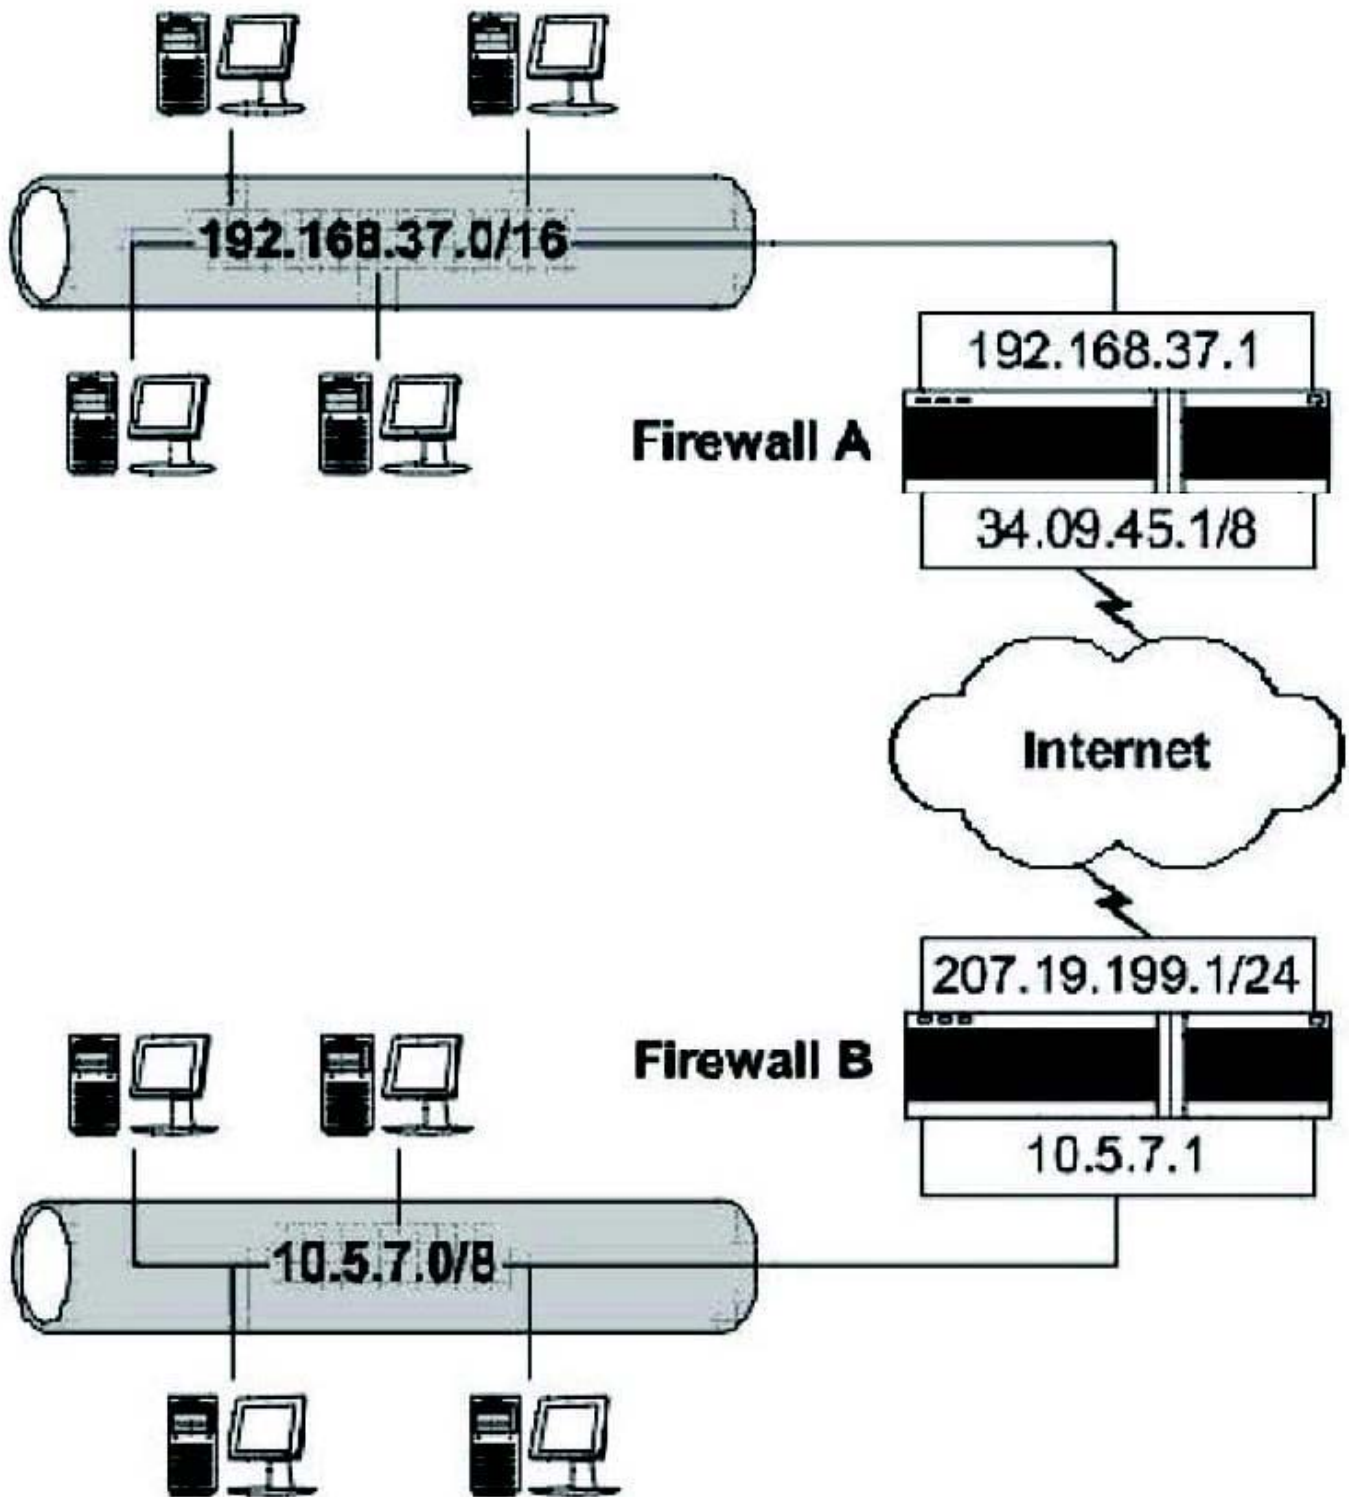 192.168.37.0/16
192.168.37.1
Firewall A
34.09.45.1/8
Internet
207.19.199.1/24
Firewall B
10.5.7.1
10.5.7.0/8